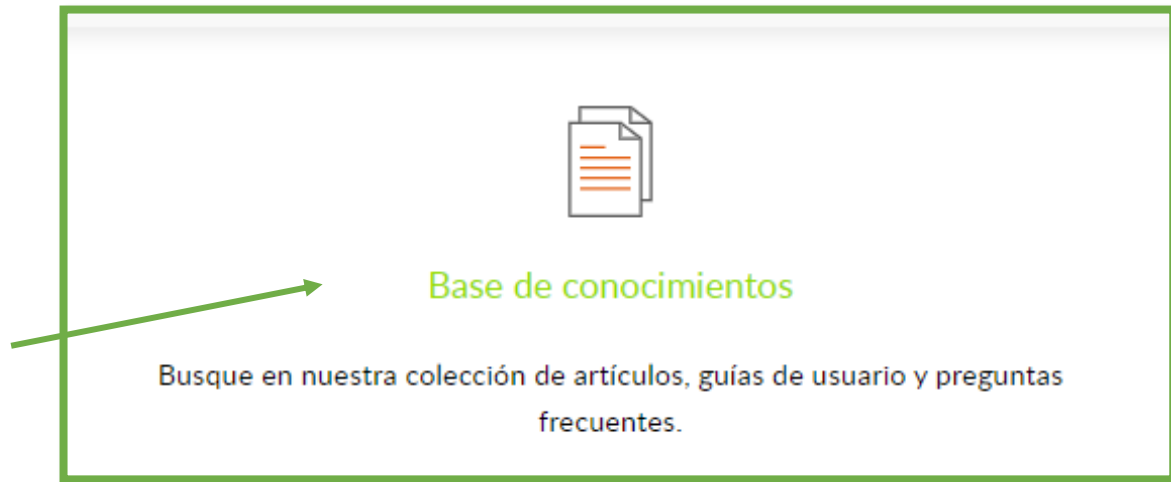 Base de conocimientos
Busque en nuestra colección de artículos, guías de usuario y preguntas
frecuentes.